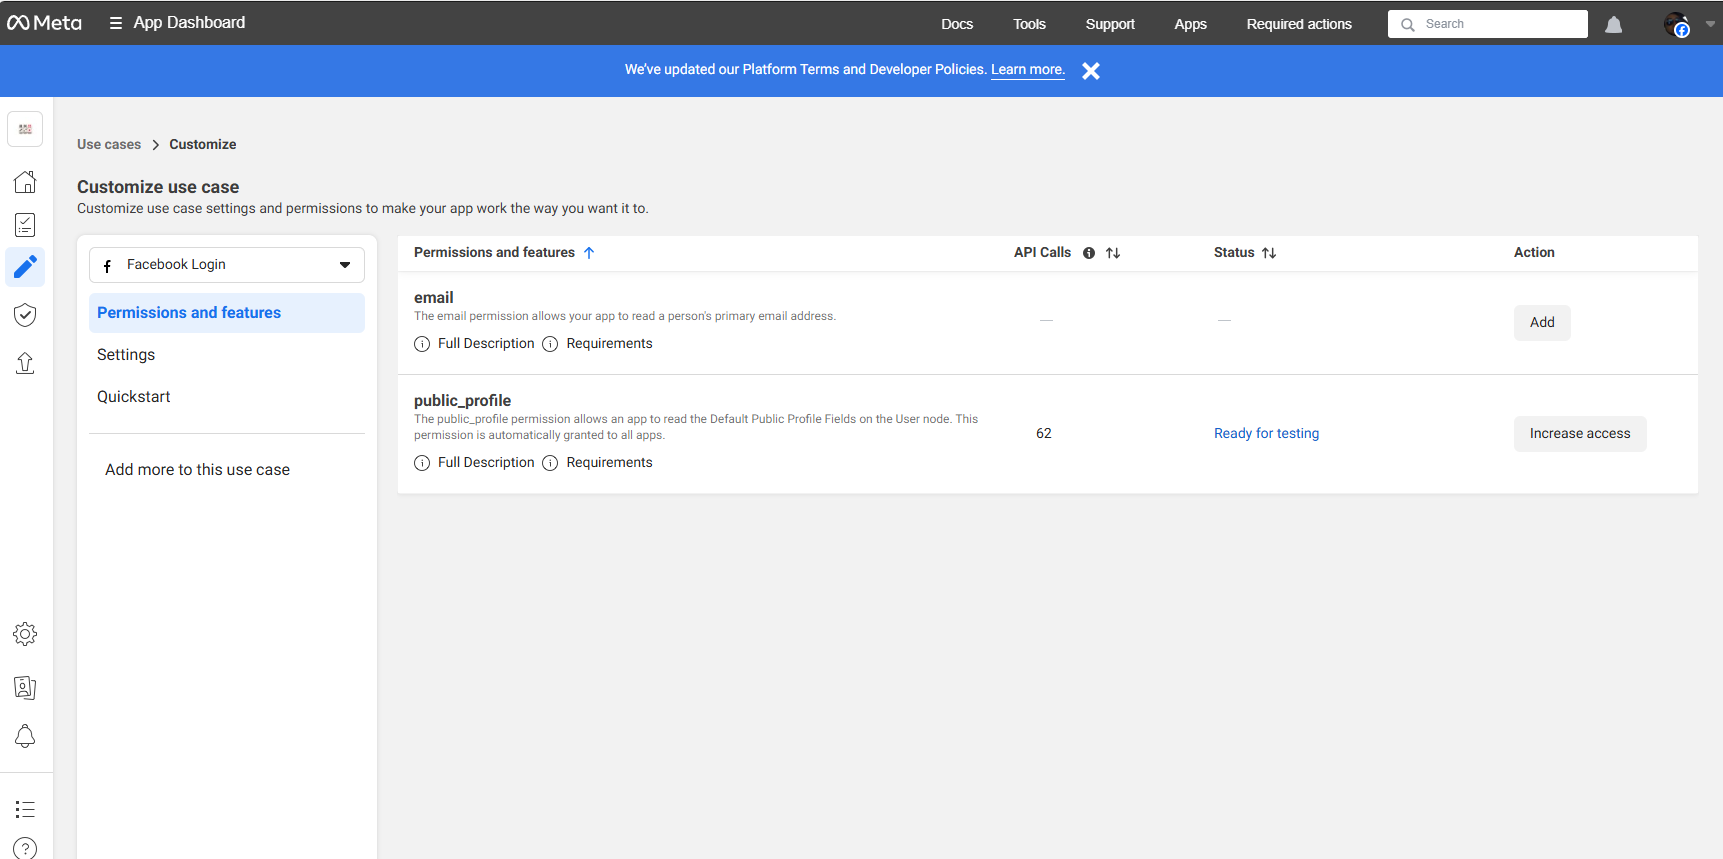 Meta
App Dashboard
Docs
Tools
Support
Apps
Required actions
Search
We've updated our Platform Terms and Developer Policies. Learn more.
Use cases
Customize
Customize use case
Customize use case settings and permissions to make your app work the way you want it to.
Facebook Login
Permissions and features
Settings
Quickstart
Add more to this use case
Permissions and features
API Calls
Status
Action
email
The email permission allows your app to read a person's primary email address.
Full Description
Requirements
—
—
Add
public_profile
The public_profile permission allows an app to read the Default Public Profile Fields on the User node. This
permission is automatically granted to all apps.
Full Description
Requirements
62
Ready for testing
Increase access